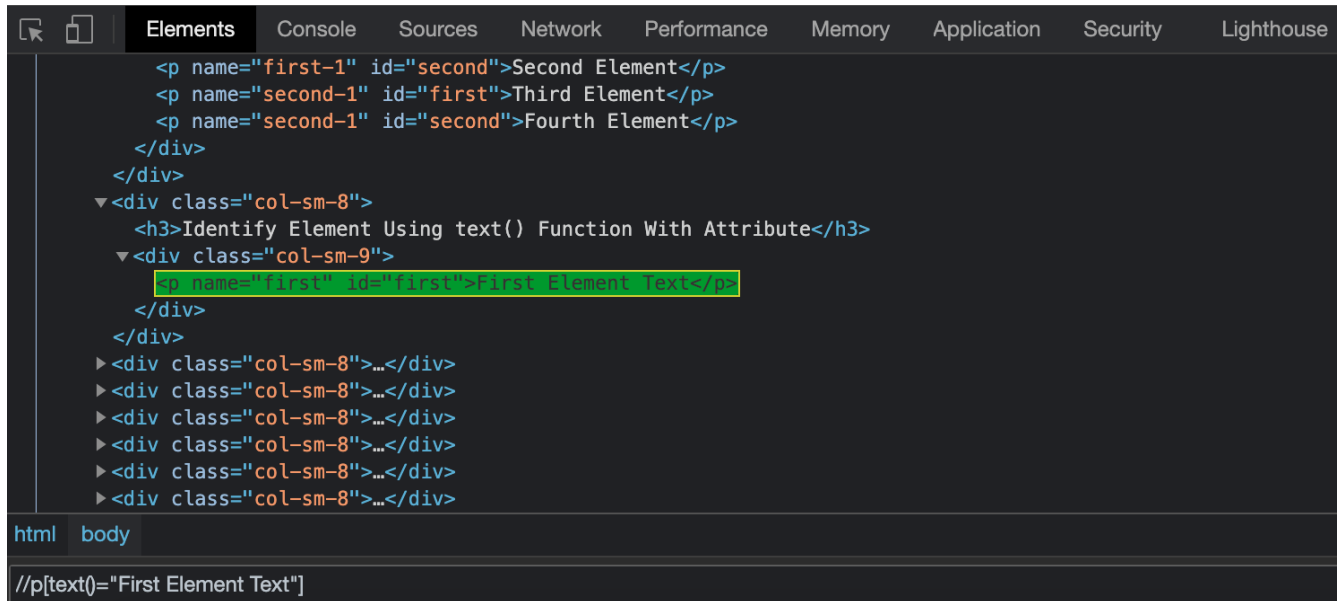 Elements Console Sources Network Performance Memory Application Security Lighthouse
<p name="first-1" id="second">Second Element</p>
<p name="second-1" id="first">Third Element</p>
<p name="second-1" id="second">Fourth Element</p>
</div>
</div>
▼<div class="col-sm-8">
<h3>Identify Element Using text() Function With Attribute</h3>
▼<div class="col-sm-9">
<p name="first" id="first">First Element Text</p>
</div>
</div>
▶<div class="col-sm-8">…</div>
▶<div class="col-sm-8">…</div>
▶<div class="col-sm-8">…</div>
▶<div class="col-sm-8">…</div>
▶<div class="col-sm-8">…</div>
▶<div class="col-sm-8">…</div>
html body
//p[text()="First Element Text"]